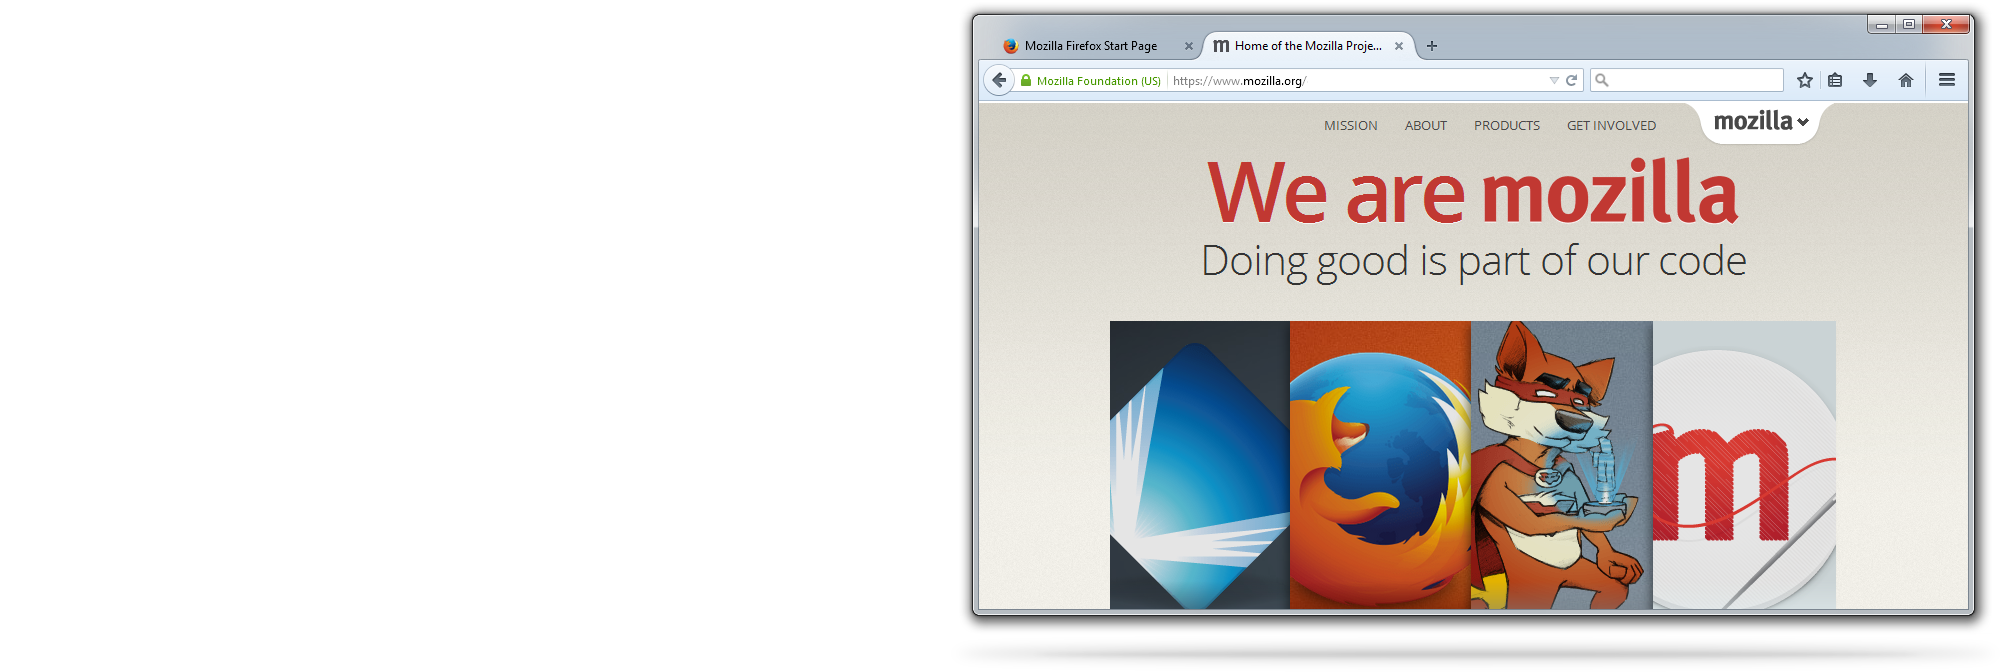 Mozilla Firefox Start Page
Home of the Mozilla Proje...
Mozilla Foundation (US)
https://www.mozilla.org/
MISSION
ABOUT
PRODUCTS
GET INVOLVED
mozilla
We are mozilla
Doing good is part of our code
m